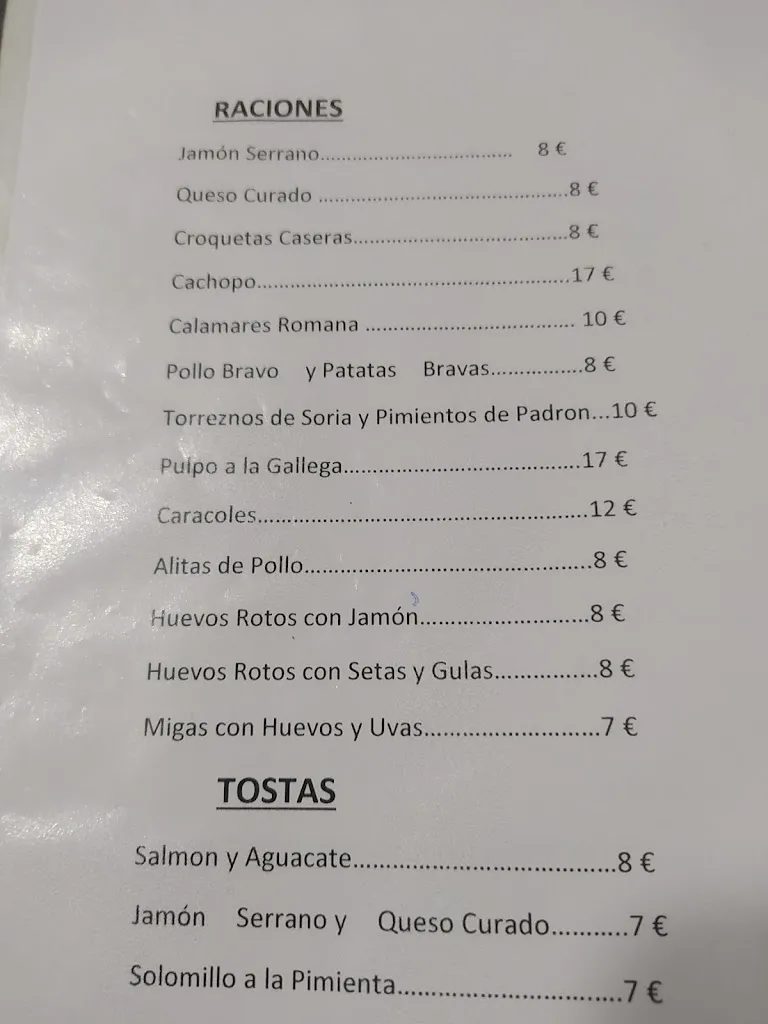 RACIONES
Jamón Serrano.................................... 8 €
Queso Curado ...............................................8 €
Croquetas Caseras........................................8 €
Cachopo..........................................................17 €
Calamares Romana ....................................... 10 €
Pollo Bravo y Patatas Bravas.................8 €
Torreznos de Soria y Pimientos de Padron...10 €
Pulpo a la Gallega...........................................17 €
Caracoles...........................................................12 €
Alitas de Pollo..................................................8 €
Huevos Rotos con Jamón.............................8 €
Huevos Rotos con Setas y Gulas.................8 €
Migas con Huevos y Uvas............................7 €
TOSTAS
Salmon y Aguacate.......................................8 €
Jamón Serrano y Queso Curado...........7 €
Solomillo a la Pimienta.................................7 €